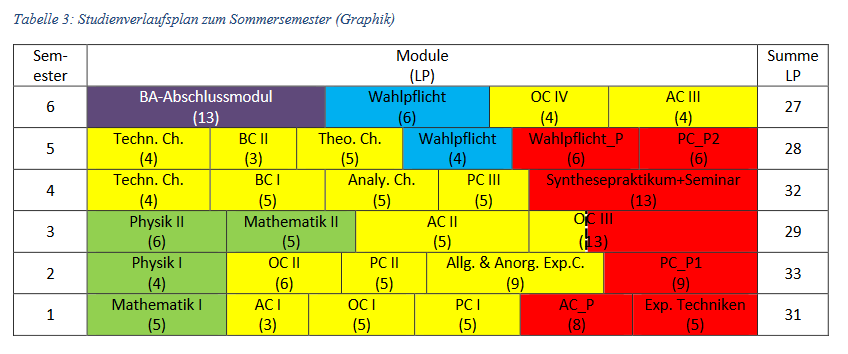 Tabelle 3: Studienverlaufsplan zum Sommersemester (Graphik)
Sem- Module Summe
ester (LP) LP
6 BA-Abschlussmodul (13) Wahlpflicht (6) OC IV (4) AC III (4) 27
5 Techn. Ch. (4) BC II (3) Theo. Ch. (5) Wahlpflicht (4) Wahlpflicht_P (6) PC_P2 (6) 28
4 Techn. Ch. (4) BC I (5) Analy. Ch. (5) PC III (5) Synthesepraktikum+Seminar (13) 32
3 Physik II (6) Mathematik II (5) AC II (5) OC III (13) 29
2 Physik I (4) OC II (6) PC II (5) Allg. & Anorg. Exp.C. (9) PC_P1 (9) 33
1 Mathematik I (5) AC I (3) OC I (5) PC I (5) AC_P (8) Exp. Techniken (5) 31